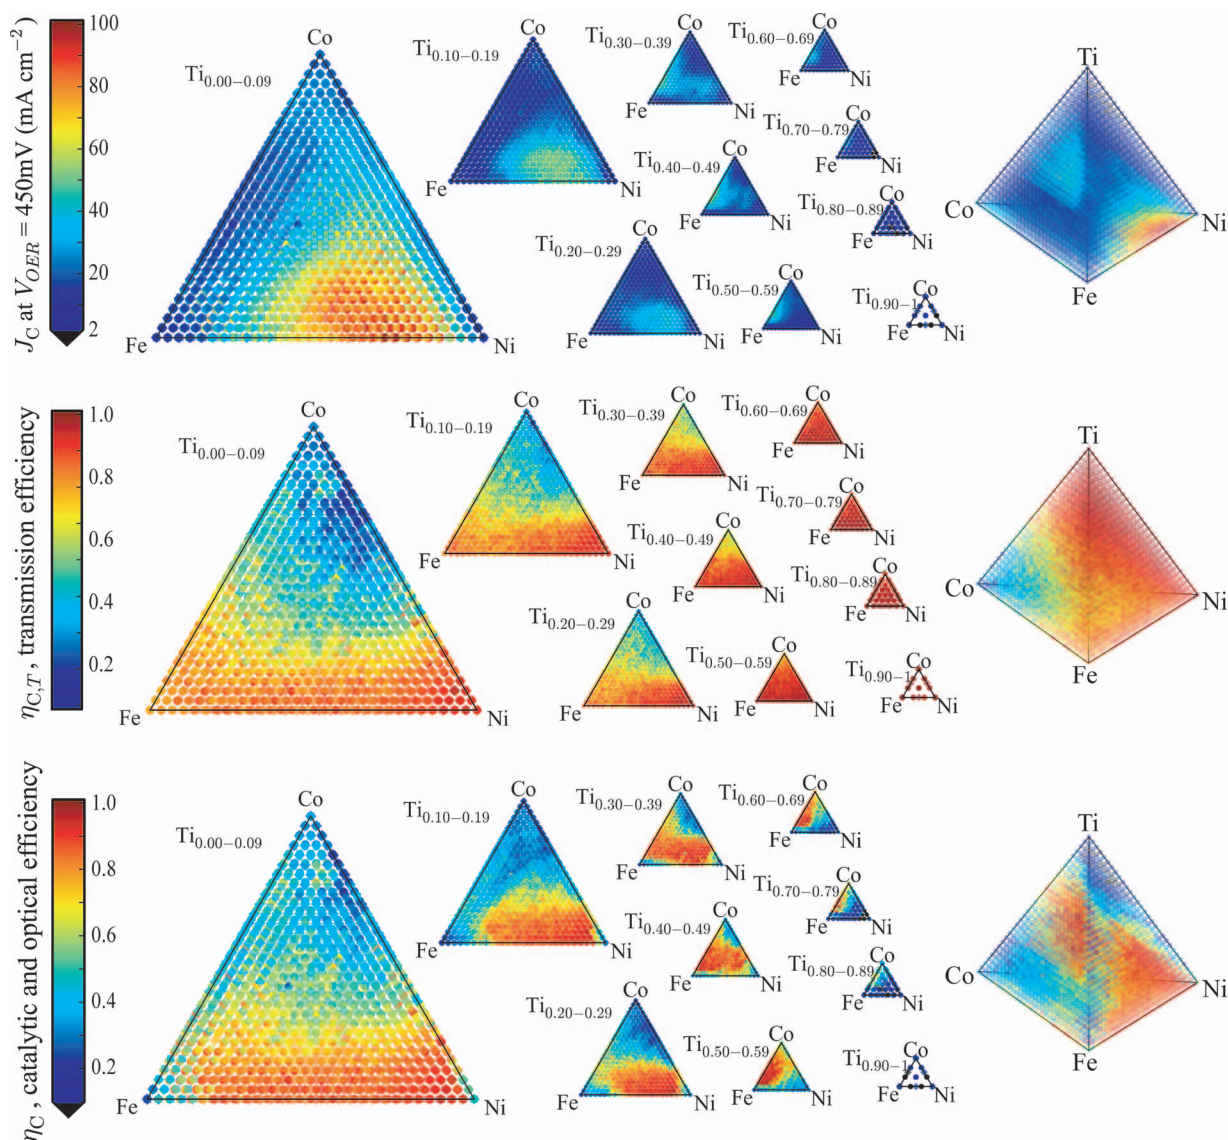 J_C at V_OER = 450mV (mA cm⁻²)
100
80
60
40
20
2
Ti0.00−0.09
Co
Fe
Ni
Ti0.10−0.19
Co
Fe
Ni
Ti0.20−0.29
Co
Fe
Ni
Ti0.30−0.39
Co
Fe
Ni
Ti0.40−0.49
Co
Fe
Ni
Ti0.50−0.59
Co
Fe
Ni
Ti0.60−0.69
Co
Fe
Ni
Ti0.70−0.79
Co
Fe
Ni
Ti0.80−0.89
Co
Fe
Ni
Ti0.90−1
Co
Fe
Ni
Ti
Co
Ni
Fe
η_C,T, transmission efficiency
1.0
0.8
0.6
0.4
0.2
Ti0.00−0.09
Co
Fe
Ni
Ti0.10−0.19
Co
Fe
Ni
Ti0.20−0.29
Co
Fe
Ni
Ti0.30−0.39
Co
Fe
Ni
Ti0.40−0.49
Co
Fe
Ni
Ti0.50−0.59
Co
Fe
Ni
Ti0.60−0.69
Co
Fe
Ni
Ti0.70−0.79
Co
Fe
Ni
Ti0.80−0.89
Co
Fe
Ni
Ti0.90−1
Co
Fe
Ni
Ti
Co
Ni
Fe
η_C, catalytic and optical efficiency
1.0
0.8
0.6
0.4
0.2
Ti0.00−0.09
Co
Fe
Ni
Ti0.10−0.19
Co
Fe
Ni
Ti0.20−0.29
Co
Fe
Ni
Ti0.30−0.39
Co
Fe
Ni
Ti0.40−0.49
Co
Fe
Ni
Ti0.50−0.59
Co
Fe
Ni
Ti0.60−0.69
Co
Fe
Ni
Ti0.70−0.79
Co
Fe
Ni
Ti0.80−0.89
Co
Fe
Ni
Ti0.90−1
Co
Fe
Ni
Ti
Co
Ni
Fe